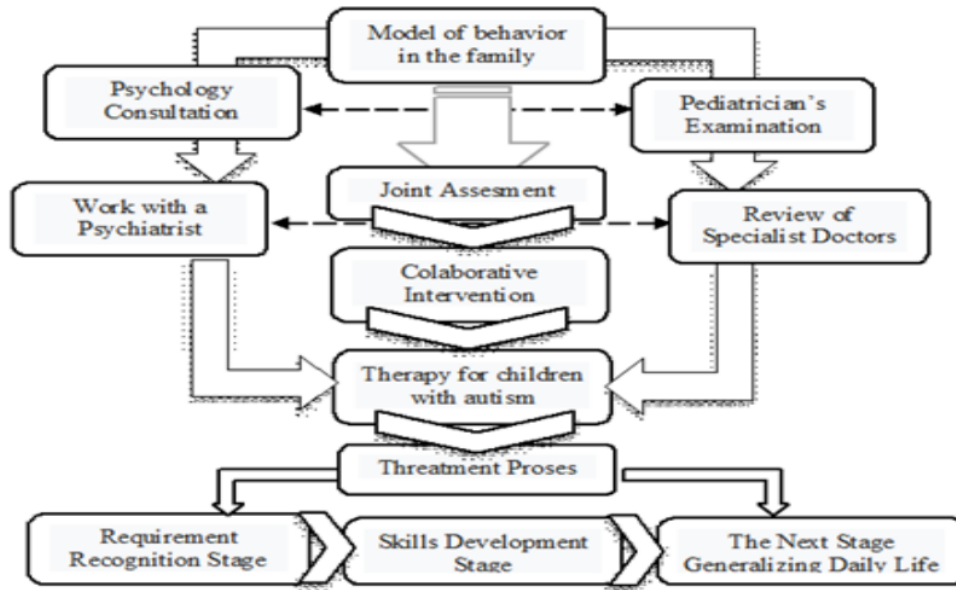 Model of behavior
in the family
Psychology
Consultation
Pediatrician's
Examination
Joint Assesment
Work with a
Psychiatrist
Review of
Specialist Doctors
Colaborative
Intervention
Therapy for children
with autism
Threatment Proses
Requirement
Recognition Stage
Skills Development
Stage
The Next Stage
Generalizing Daily Life